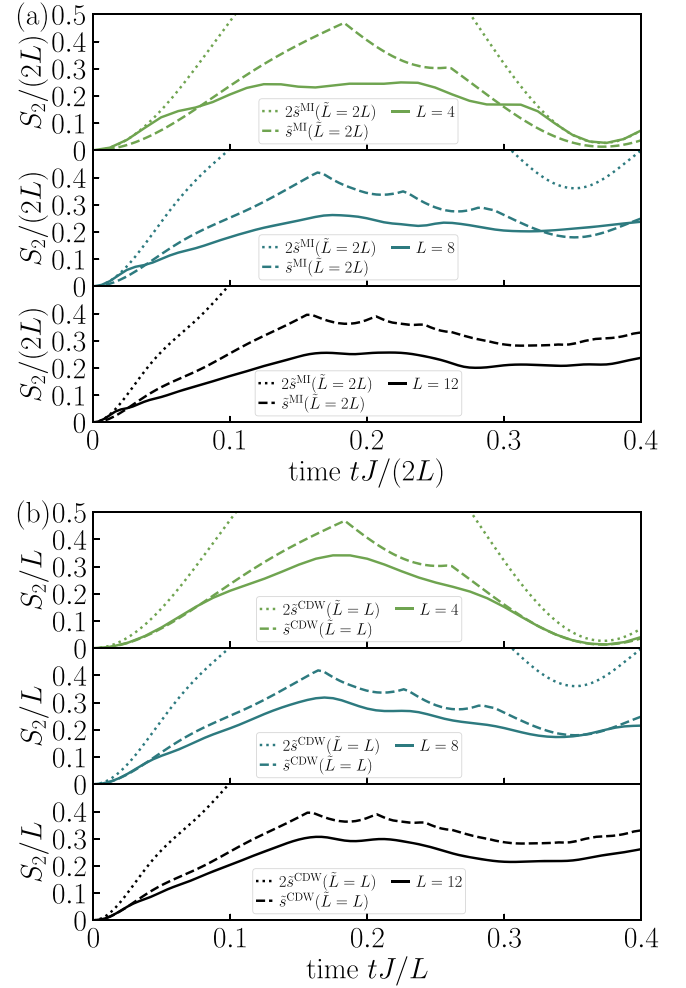 (a)
0.5
0.4
0.3
0.2
0.1
0
S₂/(2L)
2s̃ᴹᴵ(L̃ = 2L)
s̃ᴹᴵ(L̃ = 2L)
L = 4
0.4
0.3
0.2
0.1
0
S₂/(2L)
2s̃ᴹᴵ(L̃ = 2L)
s̃ᴹᴵ(L̃ = 2L)
L = 8
0.4
0.3
0.2
0.1
0
S₂/(2L)
2s̃ᴹᴵ(L̃ = 2L)
s̃ᴹᴵ(L̃ = 2L)
L = 12
0 0.1 0.2 0.3 0.4
time tJ/(2L)
(b)
0.5
0.4
0.3
0.2
0.1
0
S₂/L
2s̃^CDW(L̃ = L)
s̃^CDW(L̃ = L)
L = 4
0.4
0.3
0.2
0.1
0
S₂/L
2s̃^CDW(L̃ = L)
s̃^CDW(L̃ = L)
L = 8
0.4
0.3
0.2
0.1
0
S₂/L
2s̃^CDW(L̃ = L)
s̃^CDW(L̃ = L)
L = 12
0 0.1 0.2 0.3 0.4
time tJ/L